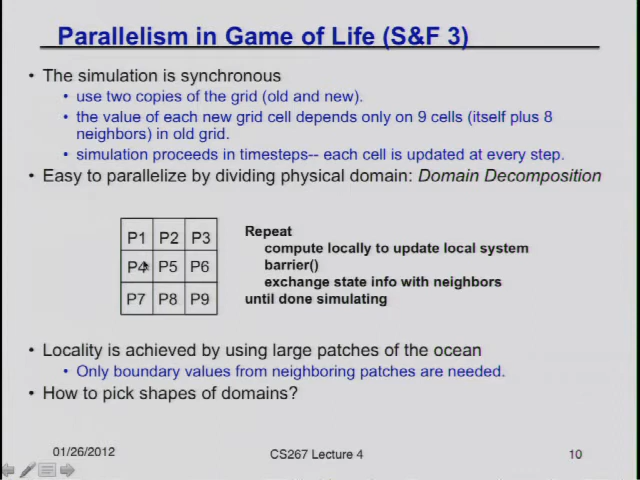 Parallelism in Game of Life (S&F 3)
• The simulation is synchronous
• use two copies of the grid (old and new).
• the value of each new grid cell depends only on 9 cells (itself plus 8
neighbors) in old grid.
• simulation proceeds in timesteps-- each cell is updated at every step.
• Easy to parallelize by dividing physical domain: Domain Decomposition
P1 P2 P3
P4 P5 P6
P7 P8 P9
Repeat
compute locally to update local system
barrier()
exchange state info with neighbors
until done simulating
• Locality is achieved by using large patches of the ocean
• Only boundary values from neighboring patches are needed.
• How to pick shapes of domains?
01/26/2012
CS267 Lecture 4
10